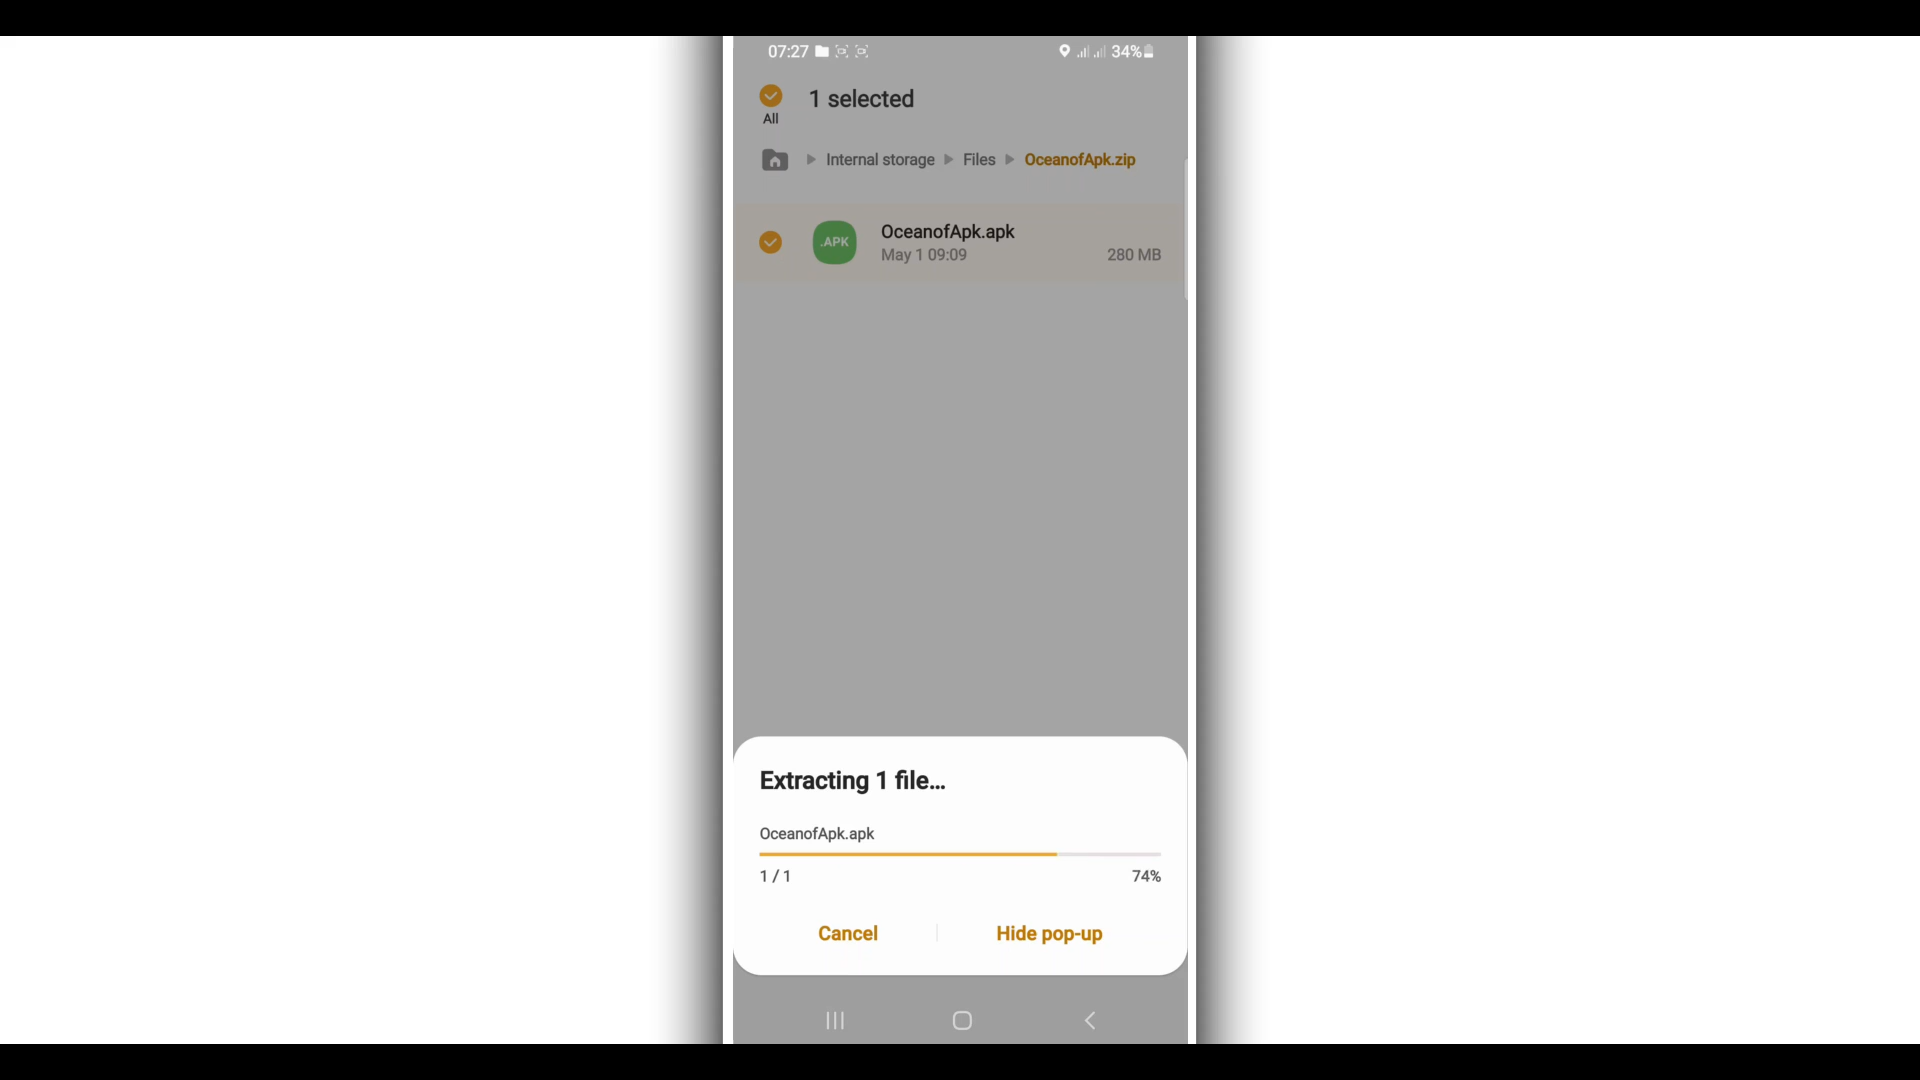 07:27 34%
1 selected
All
Internal storage Files OceanofApk.zip
.APK
OceanofApk.apk
May 1 09:09 280 MB
Extracting 1 file...
OceanofApk.apk
1 / 1 74%
Cancel Hide pop-up